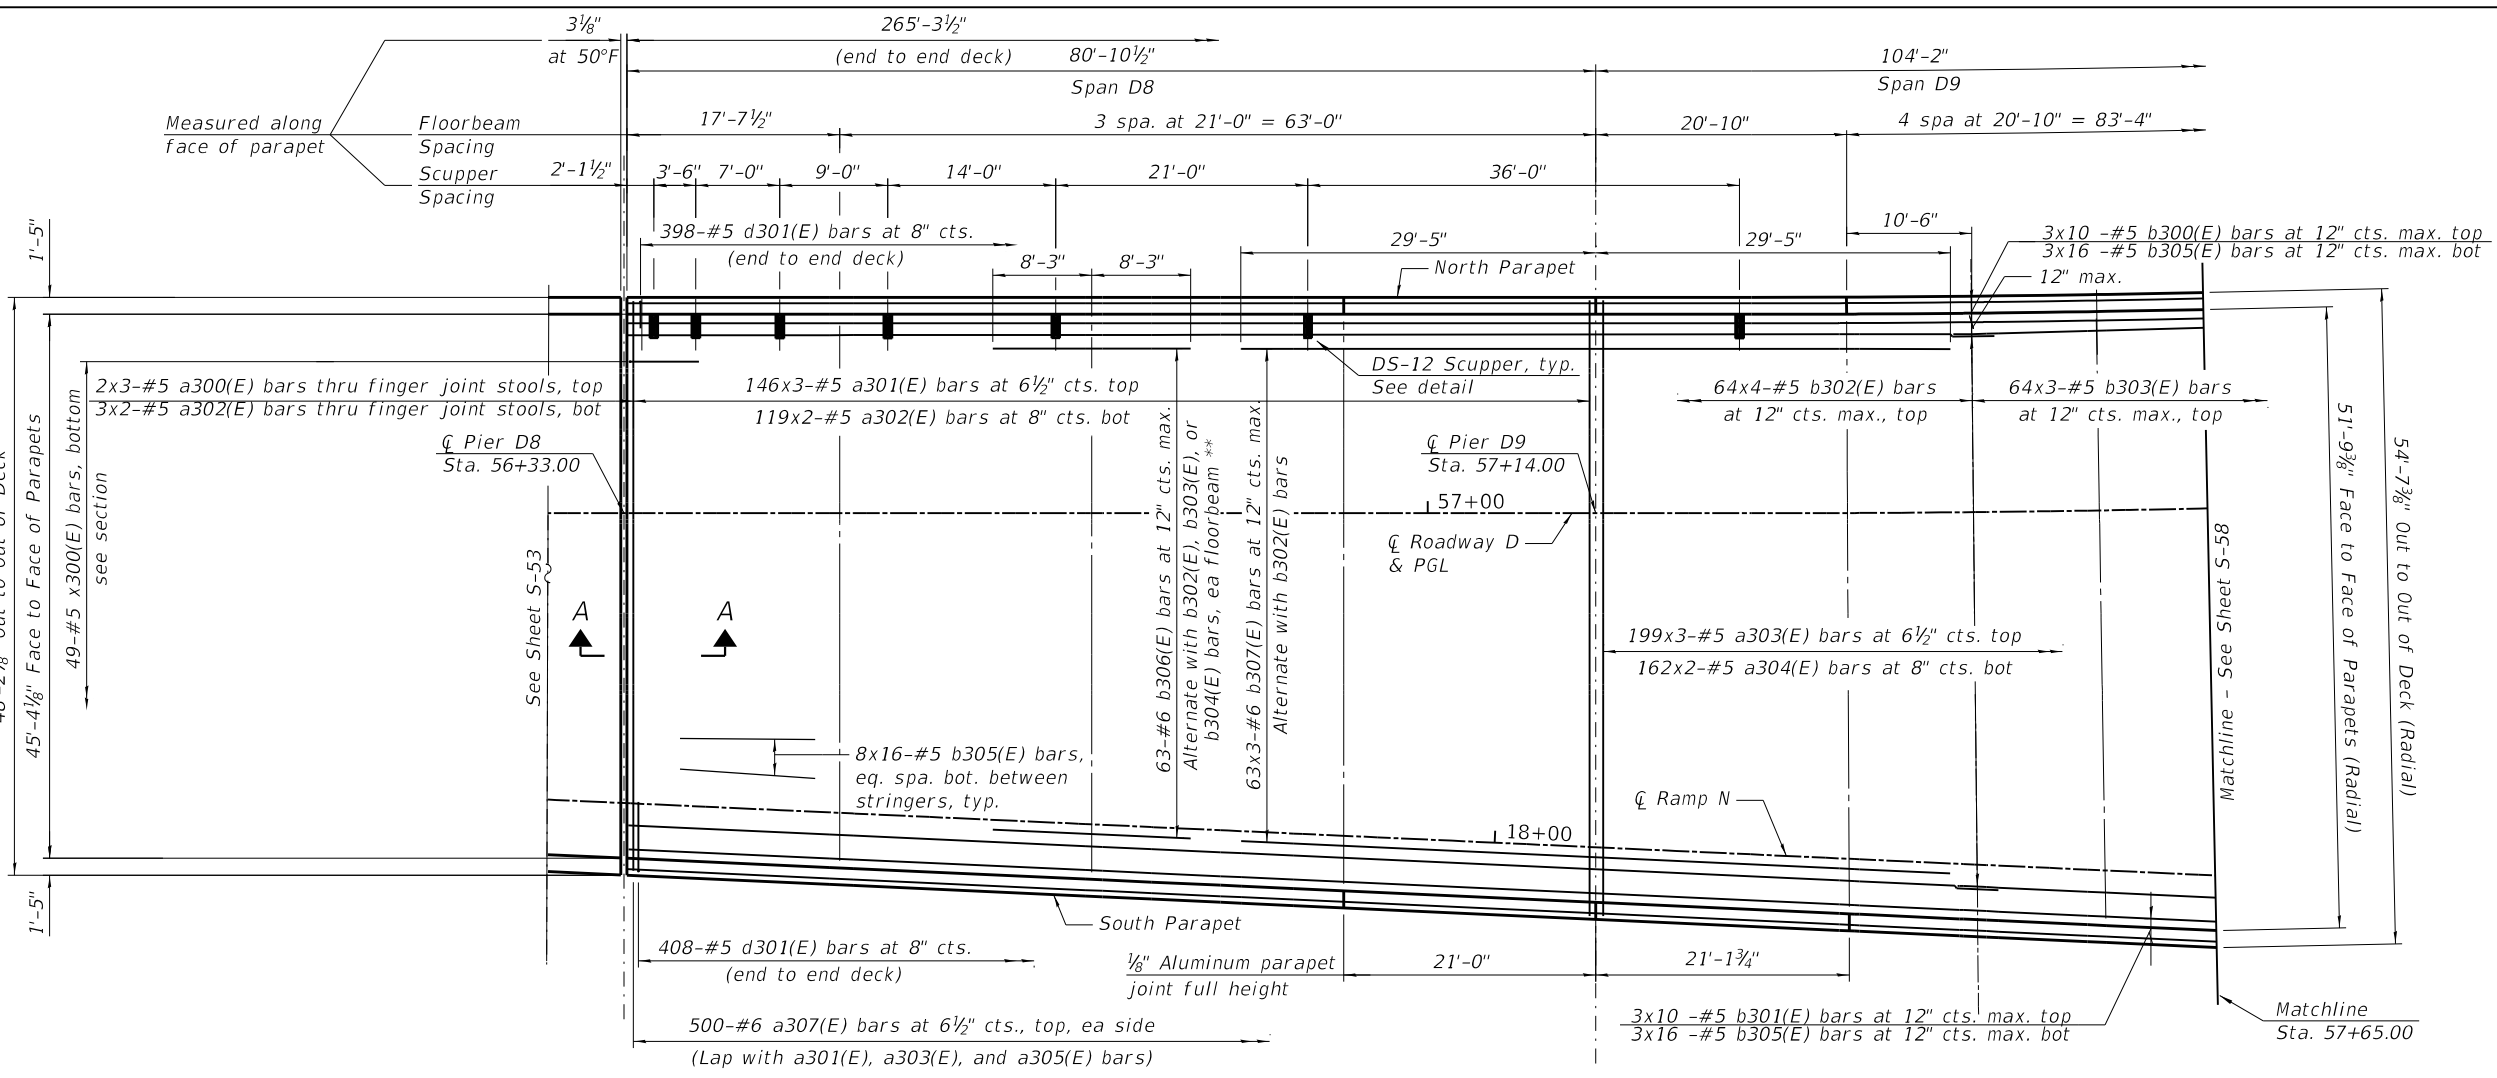 3⅛"
at 50°F
265'-3½"
(end to end deck)
80'-10½"
Span D8
104'-2"
Span D9
Measured along
face of parapet
Floorbeam
Spacing
17'-7½"
3 spa. at 21'-0" = 63'-0"
20'-10"
4 spa at 20'-10" = 83'-4"
Scupper
Spacing
2'-1½"
3'-6"
7'-0"
9'-0"
14'-0"
21'-0"
36'-0"
1'-5"
398-#5 d301(E) bars at 8" cts.
(end to end deck)
8'-3"
8'-3"
29'-5"
29'-5"
10'-6"
North Parapet
3x10 -#5 b300(E) bars at 12" cts. max. top
3x16 -#5 b305(E) bars at 12" cts. max. bot
12" max.
2x3-#5 a300(E) bars thru finger joint stools, top
3x2-#5 a302(E) bars thru finger joint stools, bot
146x3-#5 a301(E) bars at 6½" cts. top
119x2-#5 a302(E) bars at 8" cts. bot
DS-12 Scupper, typ.
See detail
64x4-#5 b302(E) bars
at 12" cts. max., top
64x3-#5 b303(E) bars
at 12" cts. max., top
℄ Pier D8
Sta. 56+33.00
℄ Pier D9
Sta. 57+14.00
57+00
℄ Roadway D
& PGL
45'-4⅛" Face to Face of Parapets
49-#5 x300(E) bars, bottom
see section
See Sheet S-53
A
A
63-#6 b306(E) bars at 12" cts. max.
Alternate with b302(E), b303(E), or
b304(E) bars, ea floorbeam **
63x3-#6 b307(E) bars at 12" cts. max.
Alternate with b302(E) bars
199x3-#5 a303(E) bars at 6½" cts. top
162x2-#5 a304(E) bars at 8" cts. bot
Matchline - See Sheet S-58
51'-9⅜" Face to Face of Parapets (Radial)
54'-7⅜" Out to Out of Deck (Radial)
8x16-#5 b305(E) bars,
eq. spa. bot. between
stringers, typ.
℄ Ramp N
18+00
1'-5"
South Parapet
408-#5 d301(E) bars at 8" cts.
(end to end deck)
⅛" Aluminum parapet
joint full height
21'-0"
21'-1¾"
500-#6 a307(E) bars at 6½" cts., top, ea side
(Lap with a301(E), a303(E), and a305(E) bars)
3x10 -#5 b301(E) bars at 12" cts. max. top
3x16 -#5 b305(E) bars at 12" cts. max. bot
Matchline
Sta. 57+65.00